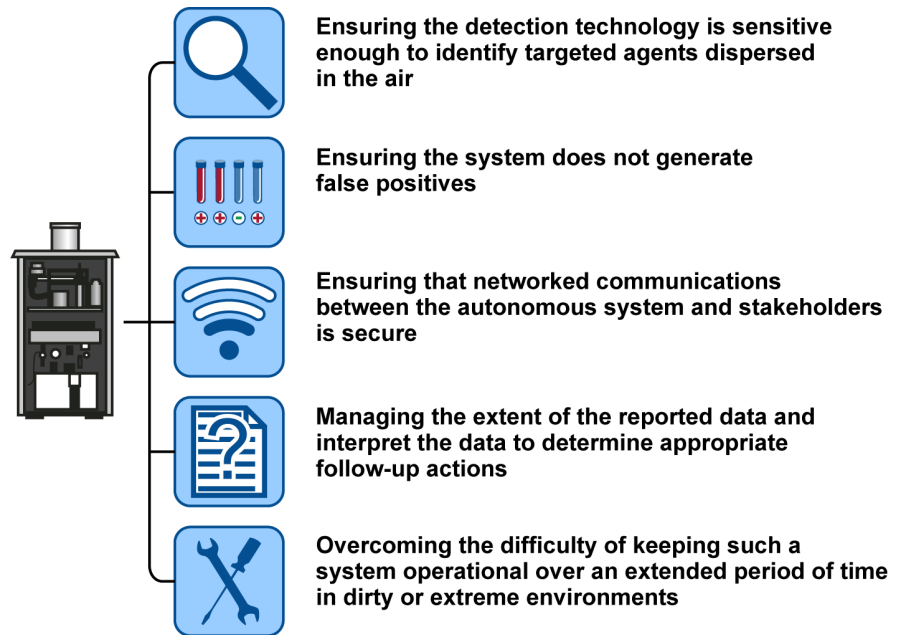 Ensuring the detection technology is sensitive
enough to identify targeted agents dispersed
in the air
Ensuring the system does not generate
false positives
Ensuring that networked communications
between the autonomous system and stakeholders
is secure
Managing the extent of the reported data and
interpret the data to determine appropriate
follow-up actions
Overcoming the difficulty of keeping such a
system operational over an extended period of time
in dirty or extreme environments